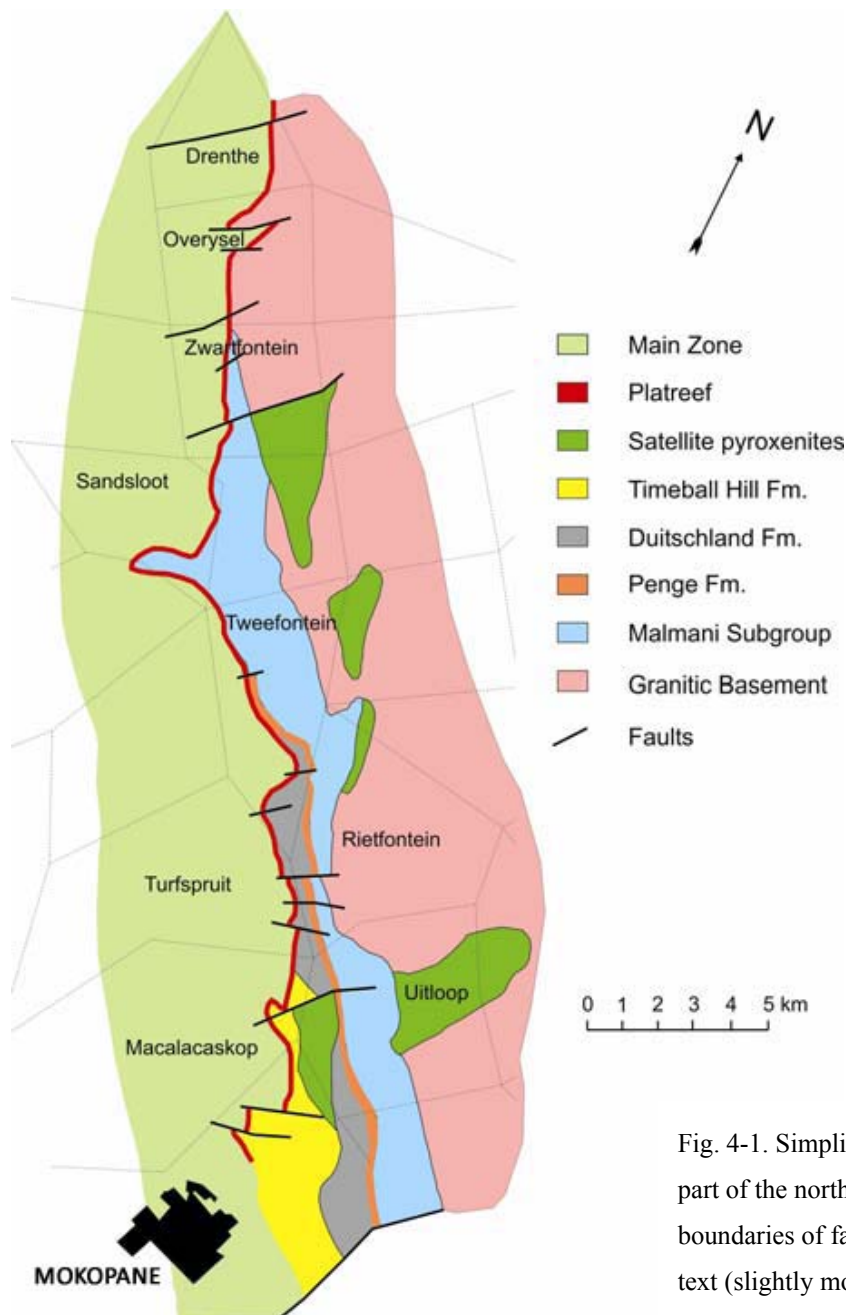 N
Drenthe
Overysel
Zwartfontein
Sandsloot
Tweefontein
Rietfontein
Turfspruit
Uitloop
Macalacaskop
MOKOPANE
Main Zone
Platreef
Satellite pyroxenites
Timeball Hill Fm.
Duitschland Fm.
Penge Fm.
Malmani Subgroup
Granitic Basement
Faults
0 1 2 3 4 5 km
Fig. 4-1. Simpli
part of the north
boundaries of fa
text (slightly mo